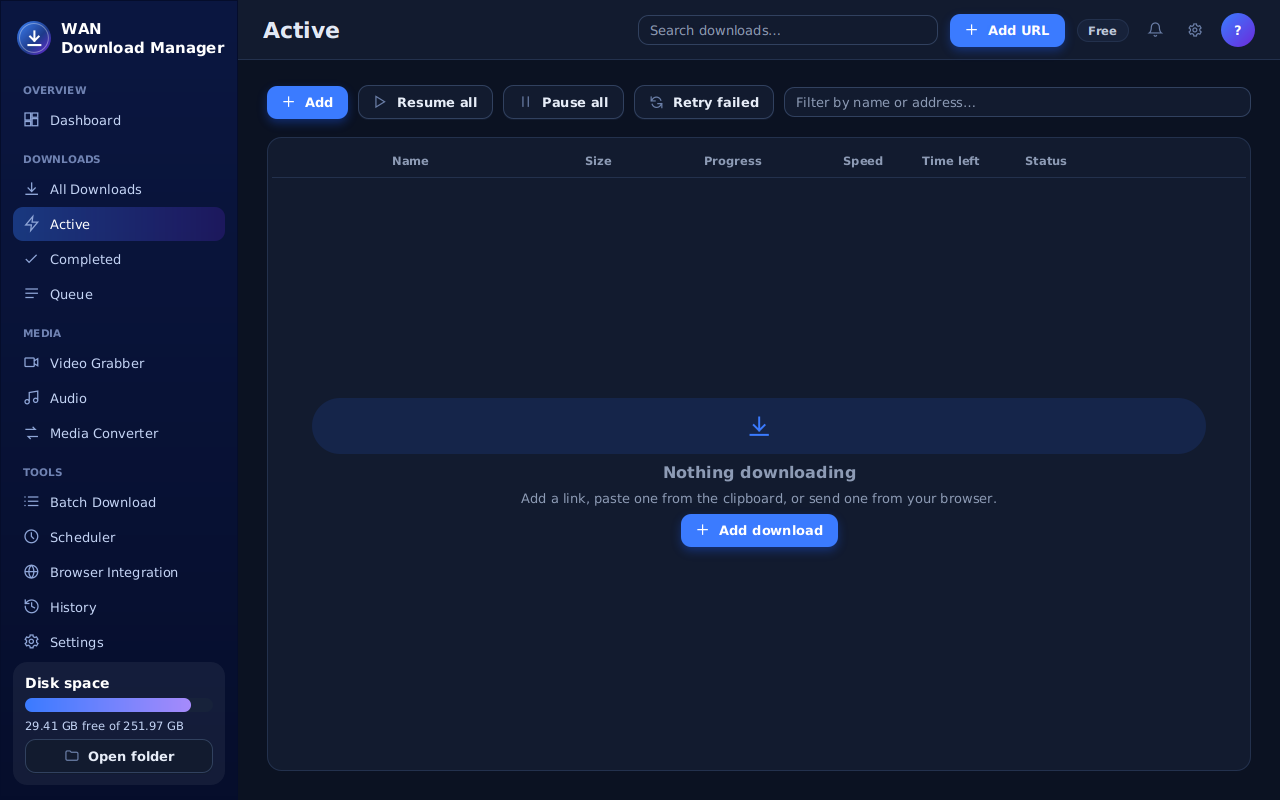 WAN
Download Manager
OVERVIEW
Dashboard
DOWNLOADS
All Downloads
Active
Completed
Queue
MEDIA
Video Grabber
Audio
Media Converter
TOOLS
Batch Download
Scheduler
Browser Integration
History
Settings
Disk space
29.41 GB free of 251.97 GB
Open folder
Active
Search downloads...
Add URL
Free
?
Add
Resume all
Pause all
Retry failed
Filter by name or address...
Name Size Progress Speed Time left Status
Nothing downloading
Add a link, paste one from the clipboard, or send one from your browser.
Add download